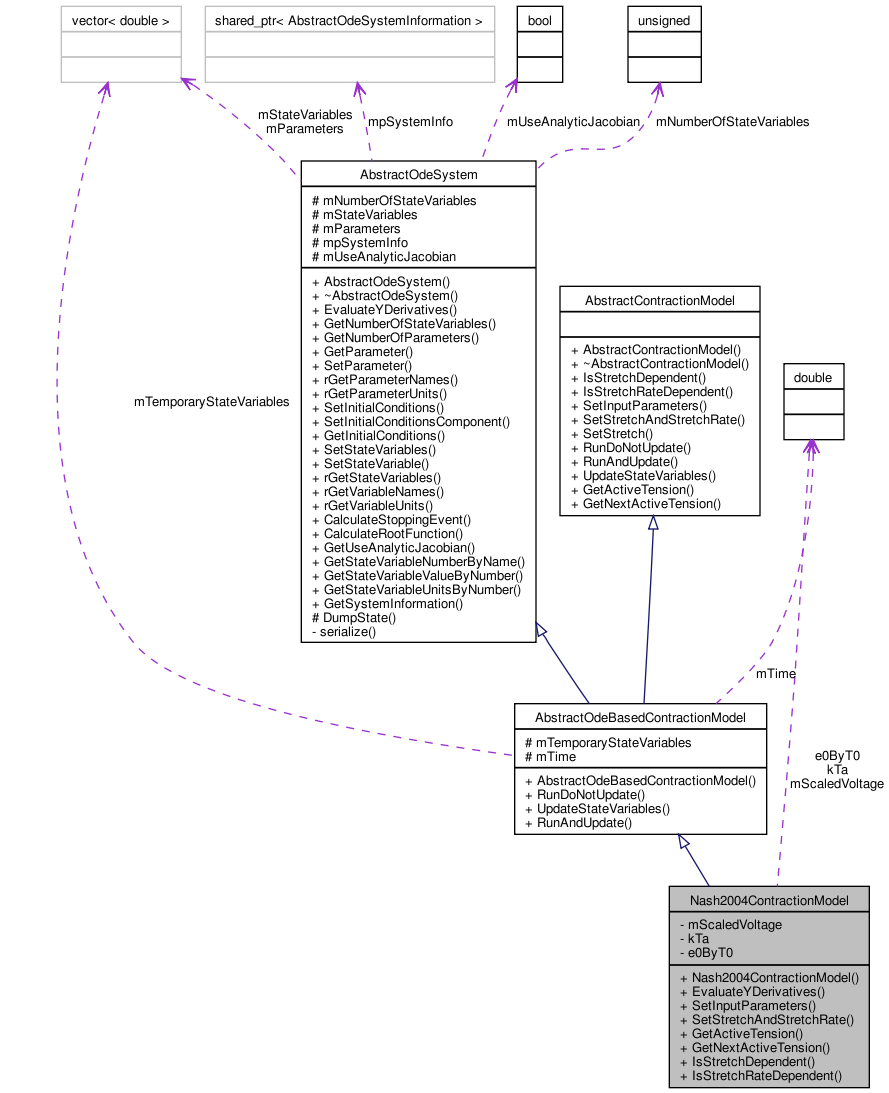 vector< double >
shared_ptr< AbstractOdeSystemInformation >
bool
unsigned
mStateVariables
mParameters
mpSystemInfo
mUseAnalyticJacobian
mNumberOfStateVariables
AbstractOdeSystem
# mNumberOfStateVariables
# mStateVariables
# mParameters
# mpSystemInfo
# mUseAnalyticJacobian
+ AbstractOdeSystem()
+ ~AbstractOdeSystem()
+ EvaluateYDerivatives()
+ GetNumberOfStateVariables()
+ GetNumberOfParameters()
+ GetParameter()
+ SetParameter()
+ rGetParameterNames()
+ rGetParameterUnits()
+ SetInitialConditions()
+ SetInitialConditionsComponent()
+ GetInitialConditions()
+ SetStateVariables()
+ SetStateVariable()
+ rGetStateVariables()
+ rGetVariableNames()
+ rGetVariableUnits()
+ CalculateStoppingEvent()
+ CalculateRootFunction()
+ GetUseAnalyticJacobian()
+ GetStateVariableNumberByName()
+ GetStateVariableValueByNumber()
+ GetStateVariableUnitsByNumber()
+ GetSystemInformation()
# DumpState()
- serialize()
AbstractContractionModel
+ AbstractContractionModel()
+ ~AbstractContractionModel()
+ IsStretchDependent()
+ IsStretchRateDependent()
+ SetInputParameters()
+ SetStretchAndStretchRate()
+ SetStretch()
+ RunDoNotUpdate()
+ RunAndUpdate()
+ UpdateStateVariables()
+ GetActiveTension()
+ GetNextActiveTension()
double
mTemporaryStateVariables
mTime
AbstractOdeBasedContractionModel
# mTemporaryStateVariables
# mTime
+ AbstractOdeBasedContractionModel()
+ RunDoNotUpdate()
+ UpdateStateVariables()
+ RunAndUpdate()
e0ByT0
kTa
mScaledVoltage
Nash2004ContractionModel
- mScaledVoltage
- kTa
- e0ByT0
+ Nash2004ContractionModel()
+ EvaluateYDerivatives()
+ SetInputParameters()
+ SetStretchAndStretchRate()
+ GetActiveTension()
+ GetNextActiveTension()
+ IsStretchDependent()
+ IsStretchRateDependent()